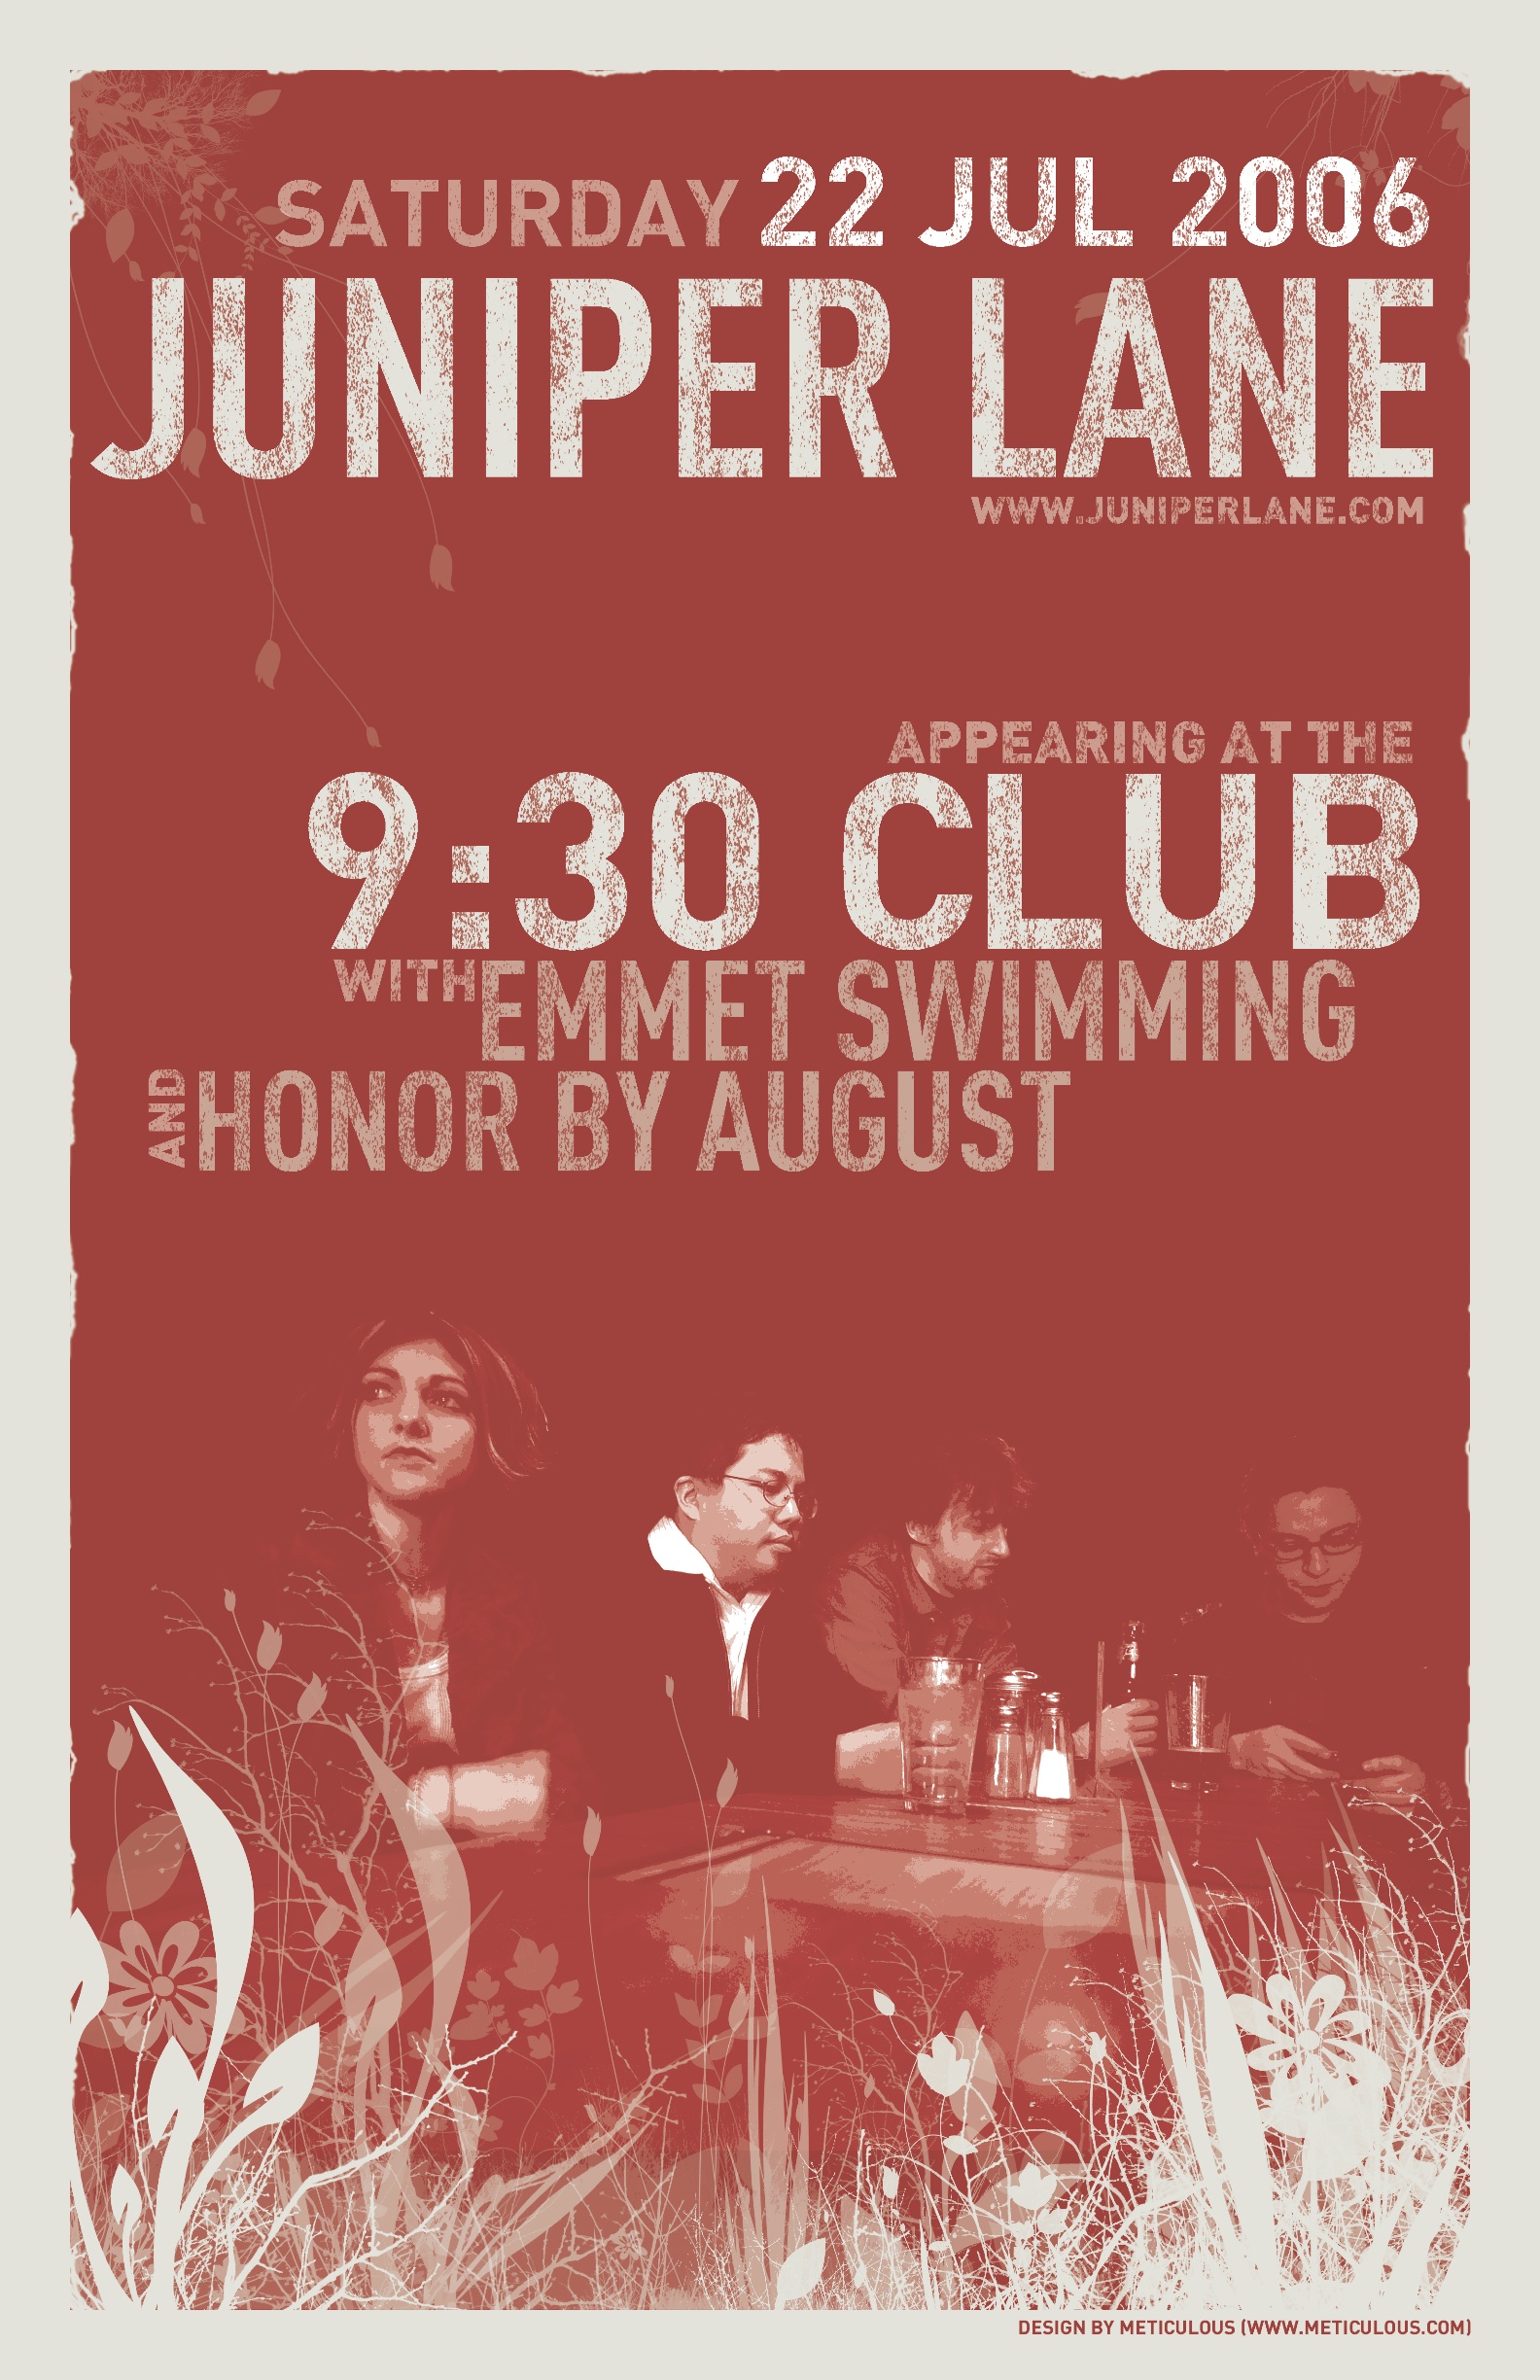 SATURDAY 22 JUL 2006
JUNIPER LANE
WWW.JUNIPERLANE.COM
APPEARING AT THE
9:30 CLUB
WITH EMMET SWIMMING
AND HONOR BY AUGUST
DESIGN BY METICULOUS (WWW.METICULOUS.COM)